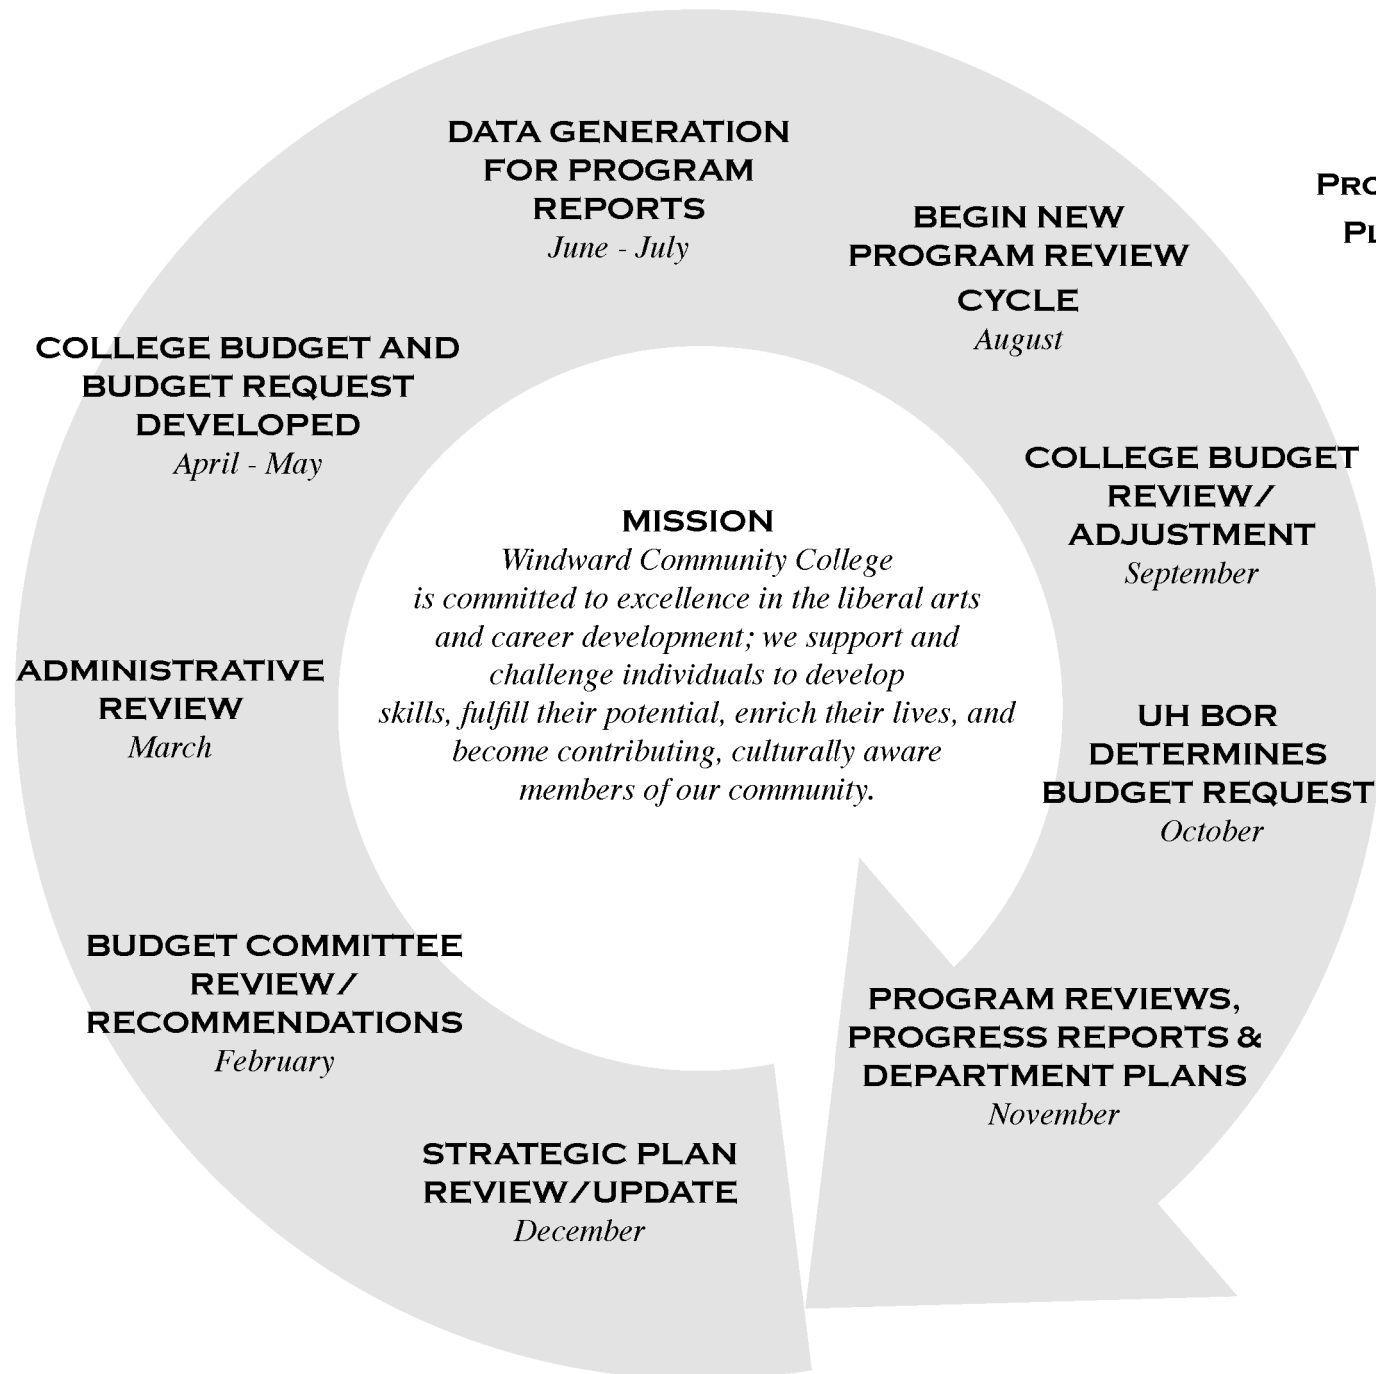 DATA GENERATION
FOR PROGRAM
REPORTS
June - July
BEGIN NEW
PROGRAM REVIEW
CYCLE
August
COLLEGE BUDGET
REVIEW/
ADJUSTMENT
September
UH BOR
DETERMINES
BUDGET REQUEST
October
PROGRAM REVIEWS,
PROGRESS REPORTS &
DEPARTMENT PLANS
November
STRATEGIC PLAN
REVIEW/UPDATE
December
BUDGET COMMITTEE
REVIEW/
RECOMMENDATIONS
February
ADMINISTRATIVE
REVIEW
March
COLLEGE BUDGET AND
BUDGET REQUEST
DEVELOPED
April - May
MISSION
Windward Community College
is committed to excellence in the liberal arts
and career development; we support and
challenge individuals to develop
skills, fulfill their potential, enrich their lives, and
become contributing, culturally aware
members of our community.